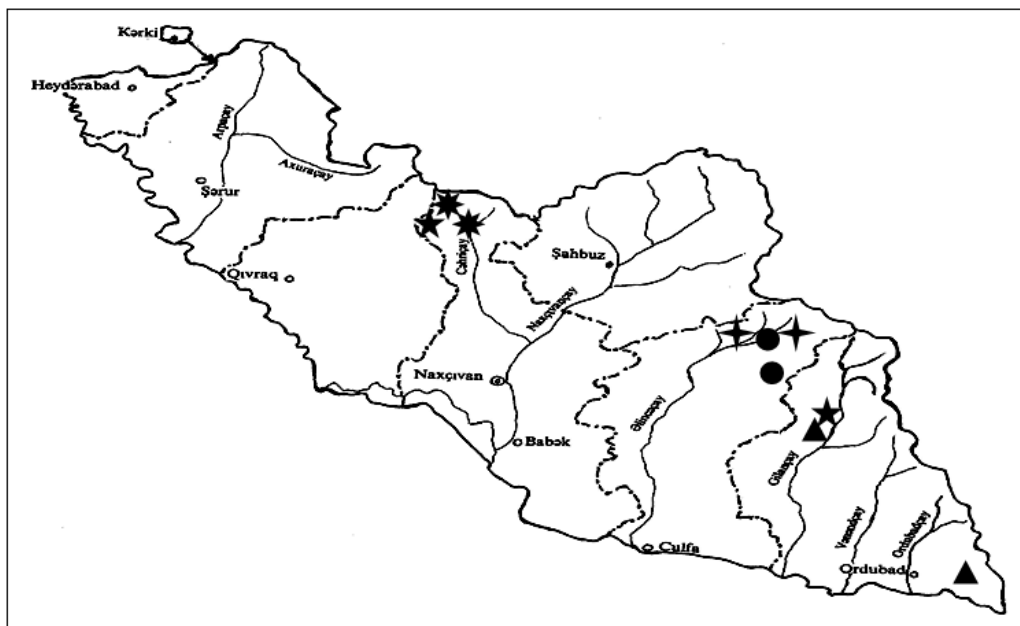 Kərki
Heydərabad
Arpaçay
Axuraçay
Şərur
Şahbuz
Cəhriçay
Qıvraq
Naxçıvançay
Naxçıvan
Əlincəçay
Babək
Gilançay
Vənəndçay
Ordubadçay
Culfa
Ordubad